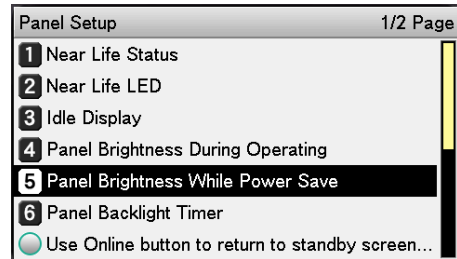 Panel Setup 1/2 Page
1 Near Life Status
2 Near Life LED
3 Idle Display
4 Panel Brightness During Operating
5 Panel Brightness While Power Save
6 Panel Backlight Timer
Use Online button to return to standby screen...